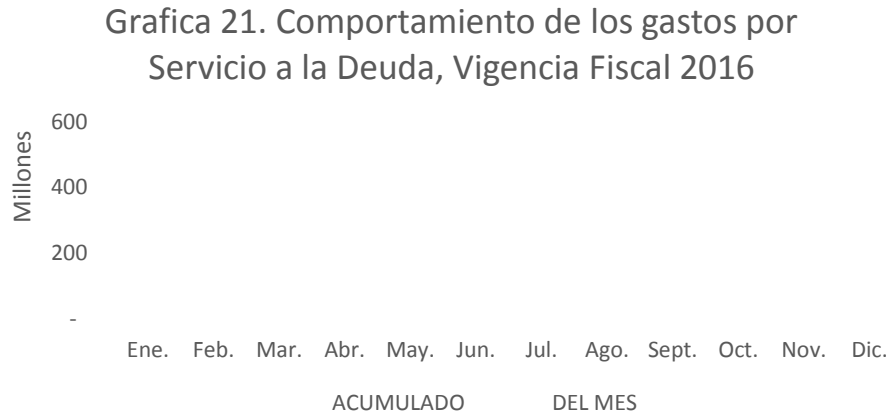 Grafica 21. Comportamiento de los gastos por
Servicio a la Deuda, Vigencia Fiscal 2016
Millones
600
400
200
-
Ene. Feb. Mar. Abr. May. Jun. Jul. Ago. Sept. Oct. Nov. Dic.
ACUMULADO DEL MES